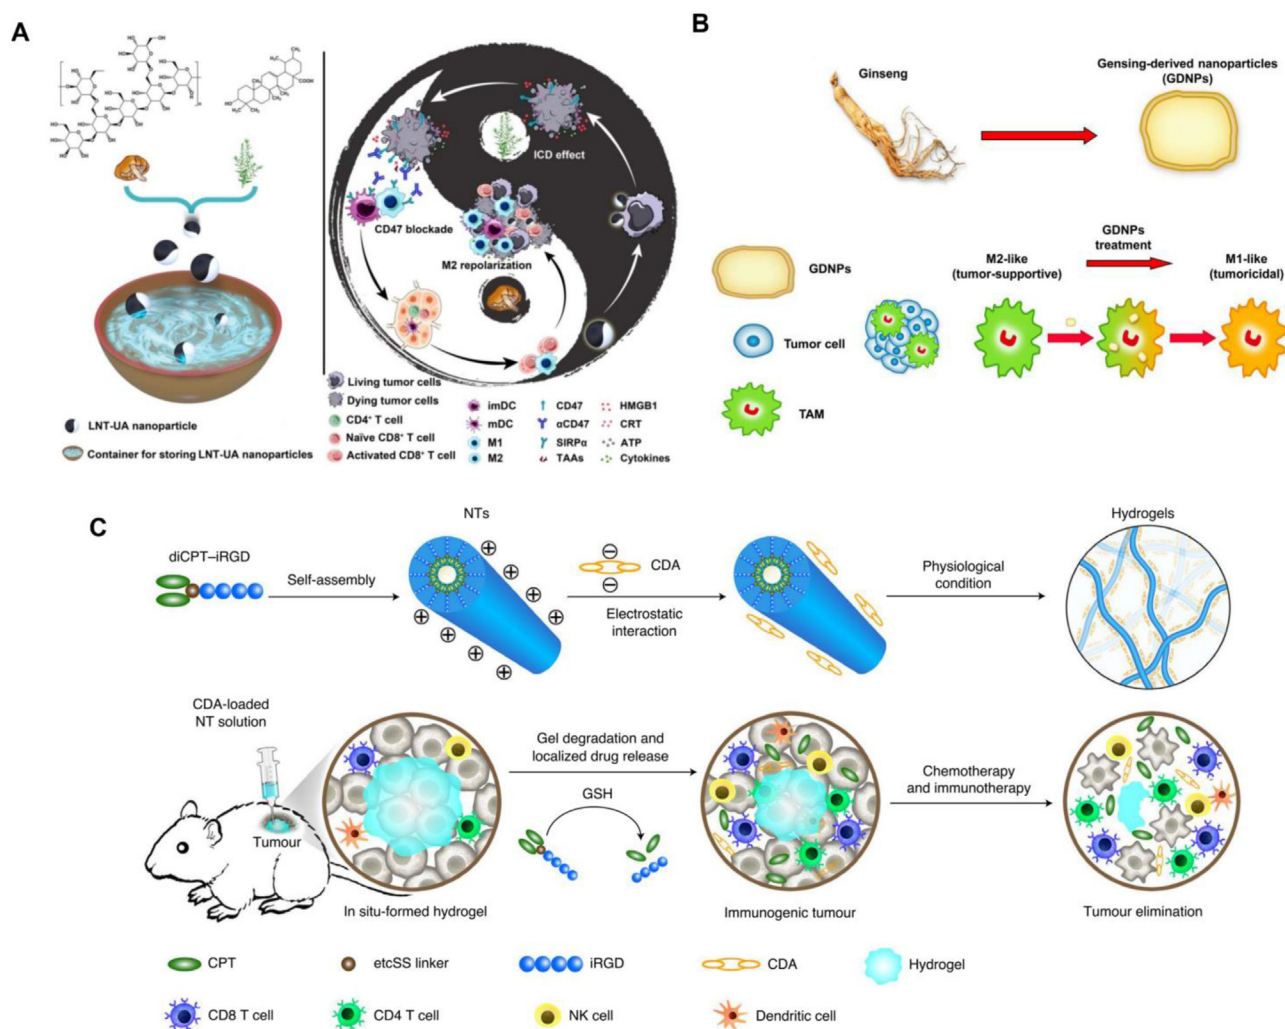 A
HO
OH
COOH
n
ICD effect
CD47 blockade
M2 repolarization
LNT-UA nanoparticle
Container for storing LNT-UA nanoparticles
Living tumor cells
Dying tumor cells
CD4⁺ T cell
Naïve CD8⁺ T cell
Activated CD8⁺ T cell
imDC
mDC
M1
M2
CD47
αCD47
SIRPα
TAAs
HMGB1
CRT
ATP
Cytokines
B
Ginseng
Gensing-derived nanoparticles
(GDNPs)
GDNPs
Tumor cell
TAM
M2-like
(tumor-supportive)
GDNPs
treatment
M1-like
(tumoricidal)
C
diCPT–iRGD
Self-assembly
NTs
CDA
Electrostatic
interaction
Physiological
condition
Hydrogels
CDA-loaded
NT solution
Tumour
In situ-formed hydrogel
Gel degradation and
localized drug release
GSH
Immunogenic tumour
Chemotherapy
and immunotherapy
Tumour elimination
CPT
etcSS linker
iRGD
CDA
Hydrogel
CD8 T cell
CD4 T cell
NK cell
Dendritic cell